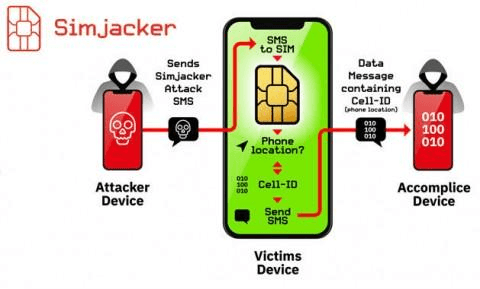 Simjacker
Sends
Simjacker
Attack
SMS
SMS
to SIM
Phone
location?
010
100
010
Cell-ID
Send
SMS
Data
Message
containing
Cell-ID
(phone location)
010
100
010
010
100
010
Attacker
Device
Victims
Device
Accomplice
Device